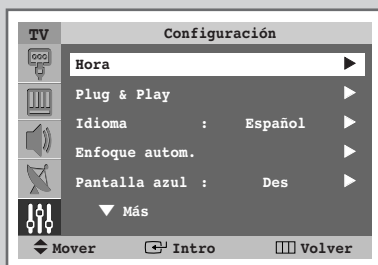 TV Configuración
Hora
Plug & Play
Idioma : Español
Enfoque autom.
Pantalla azul : Des
Más
Mover Intro Volver